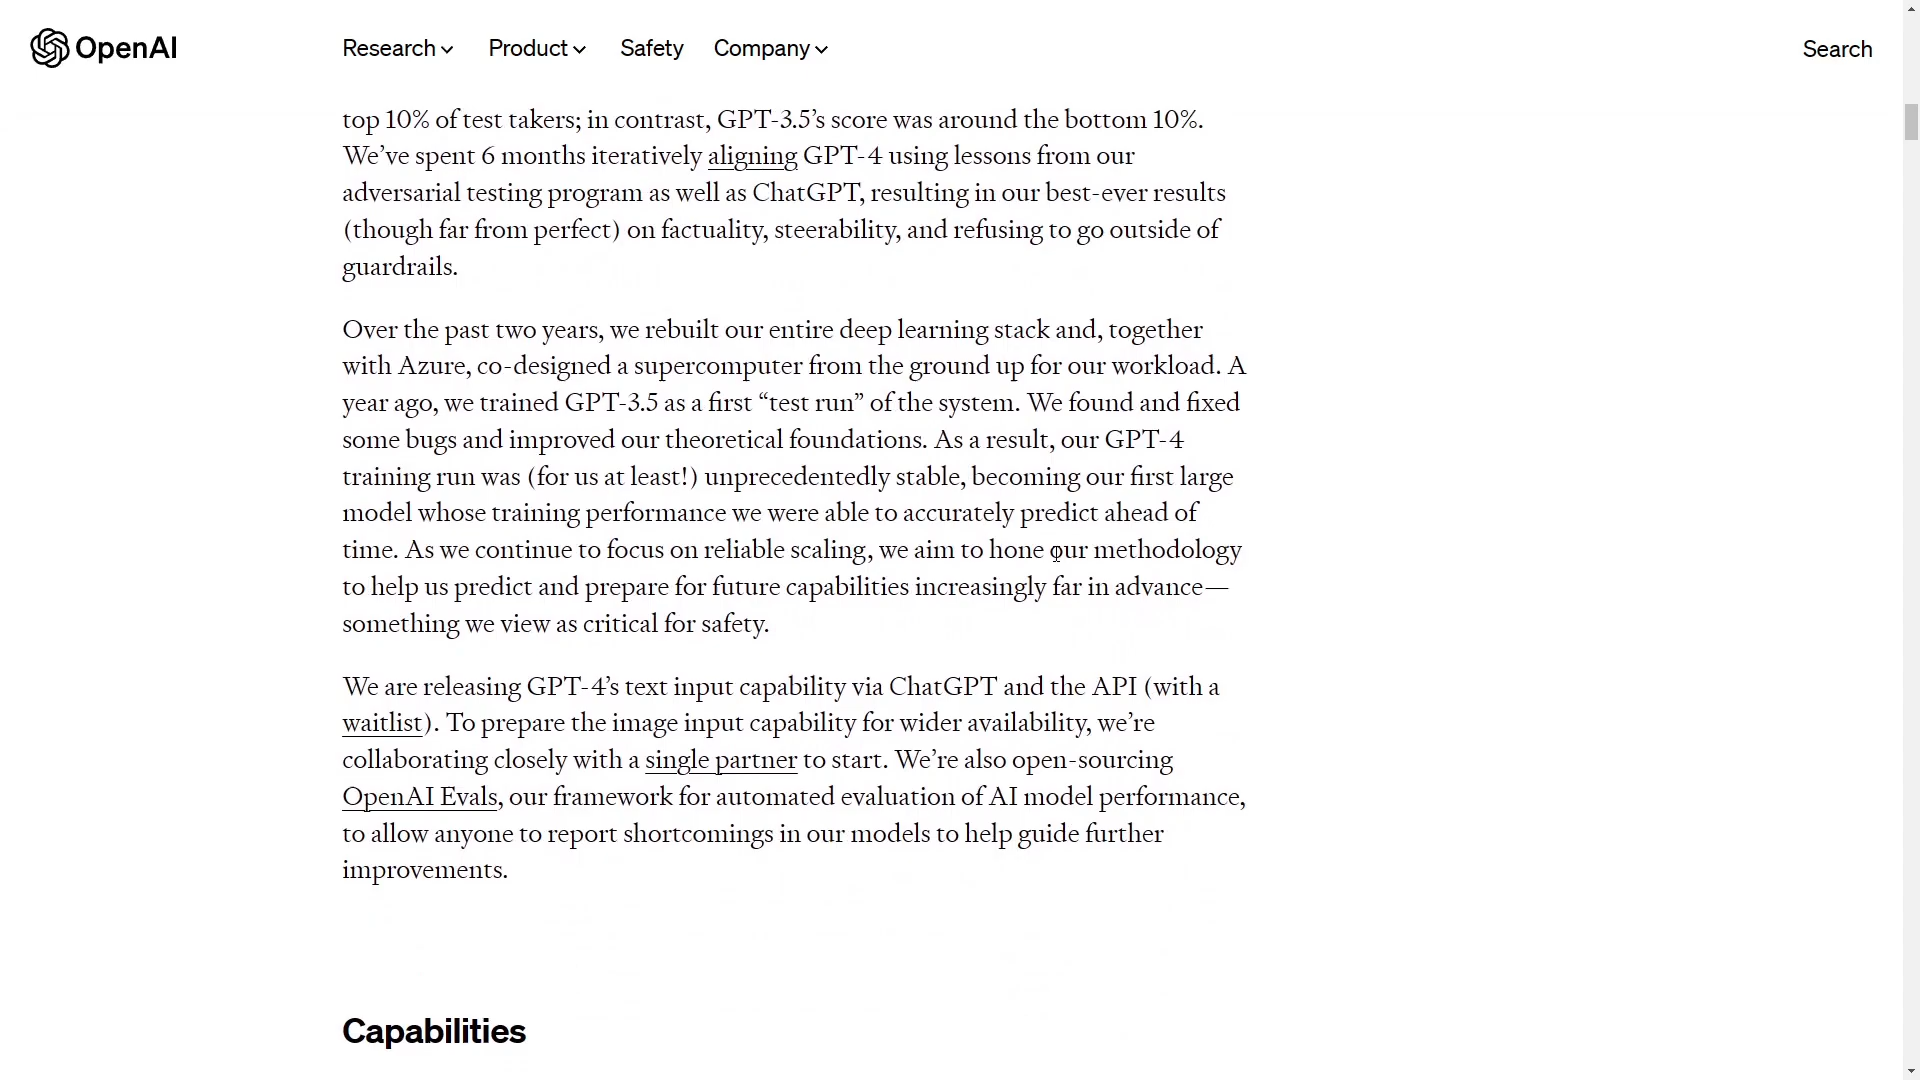 OpenAI
Research
Product
Safety
Company
Search
top 10% of test takers; in contrast, GPT-3.5’s score was around the bottom 10%.
We’ve spent 6 months iteratively aligning GPT-4 using lessons from our
adversarial testing program as well as ChatGPT, resulting in our best-ever results
(though far from perfect) on factuality, steerability, and refusing to go outside of
guardrails.
Over the past two years, we rebuilt our entire deep learning stack and, together
with Azure, co-designed a supercomputer from the ground up for our workload. A
year ago, we trained GPT-3.5 as a first “test run” of the system. We found and fixed
some bugs and improved our theoretical foundations. As a result, our GPT-4
training run was (for us at least!) unprecedentedly stable, becoming our first large
model whose training performance we were able to accurately predict ahead of
time. As we continue to focus on reliable scaling, we aim to hone our methodology
to help us predict and prepare for future capabilities increasingly far in advance—
something we view as critical for safety.
We are releasing GPT-4’s text input capability via ChatGPT and the API (with a
waitlist). To prepare the image input capability for wider availability, we’re
collaborating closely with a single partner to start. We’re also open-sourcing
OpenAI Evals, our framework for automated evaluation of AI model performance,
to allow anyone to report shortcomings in our models to help guide further
improvements.
Capabilities